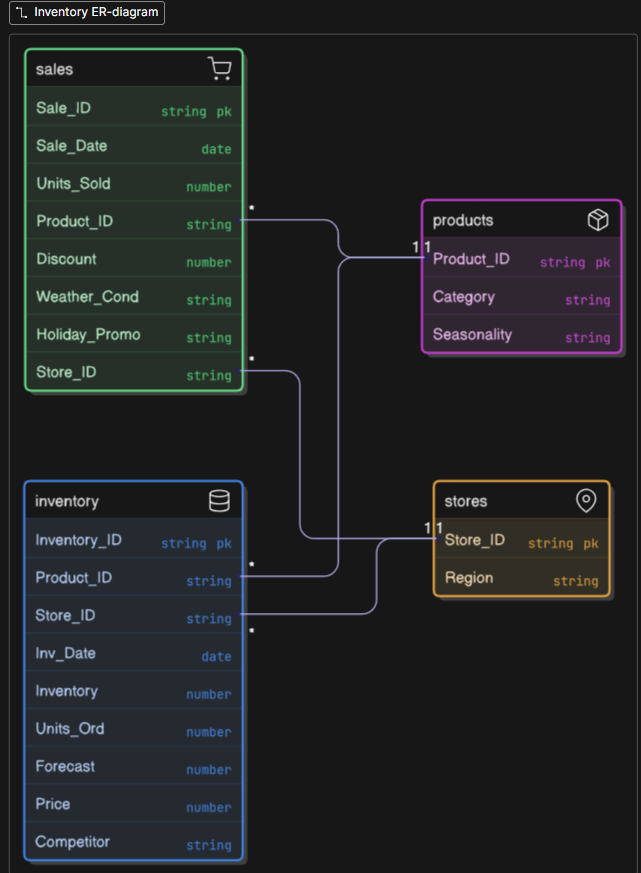 Inventory ER-diagram
sales
Sale_ID string pk
Sale_Date date
Units_Sold number
Product_ID string
*
Discount number
Weather_Cond string
Holiday_Promo string
Store_ID string
*
products
1 1
Product_ID string pk
Category string
Seasonality string
inventory
Inventory_ID string pk
Product_ID string
*
Store_ID string
*
Inv_Date date
Inventory number
Units_Ord number
Forecast number
Price number
Competitor string
stores
1 1
Store_ID string pk
Region string